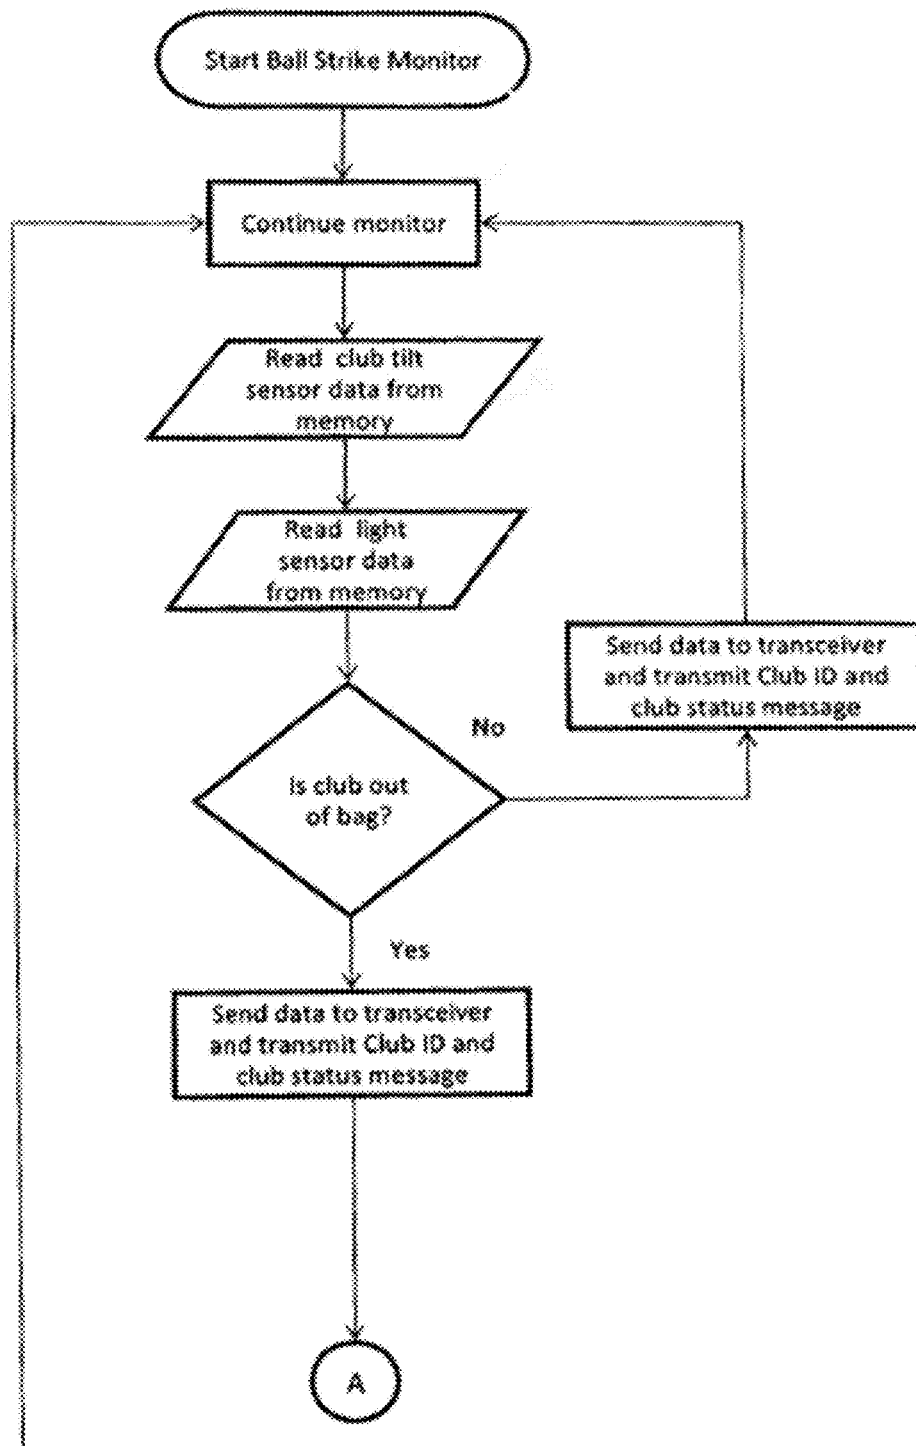 Start Ball Strike Monitor
Continue monitor
Read club tilt
sensor data from
memory
Read light
sensor data
from memory
Send data to transceiver
and transmit Club ID and
club status message
No
Is club out
of bag?
Yes
Send data to transceiver
and transmit Club ID and
club status message
A